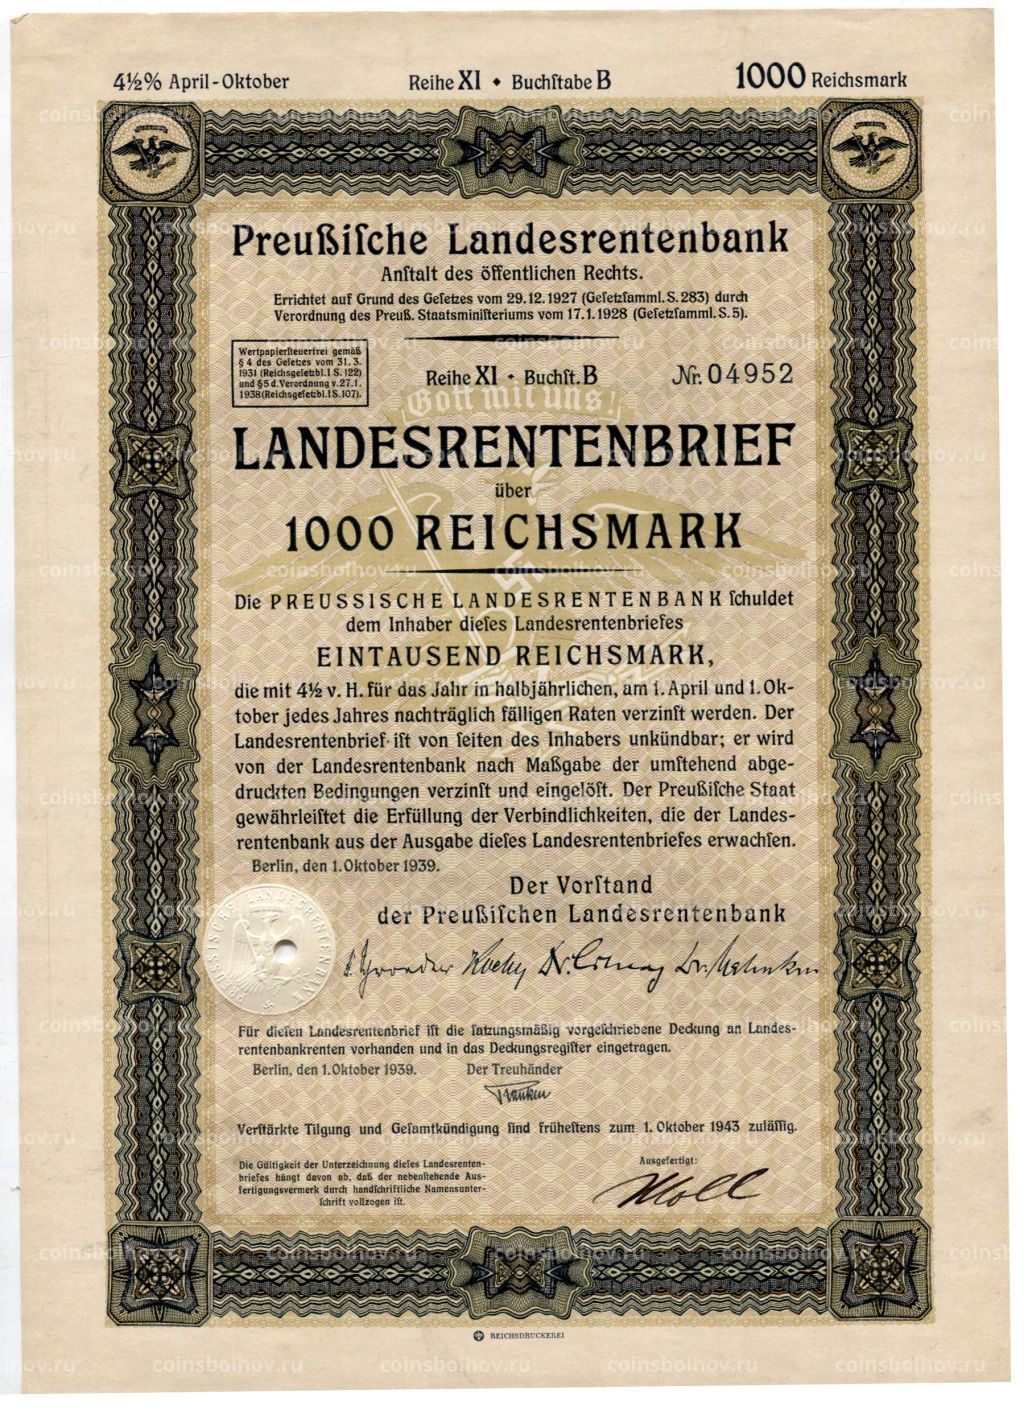 4½% April-Oktober Reihe XI • Buchſtabe B 1000 Reichsmark
Preußiſche Landesrentenbank
Anſtalt des öffentlichen Rechts.
Errichtet auf Grund des Geſetzes vom 29.12.1927 (Geſetzſamml. S. 283) durch
Verordnung des Preuß. Staatsminiſteriums vom 17.1.1928 (Geſetzſamml. S. 5).
Wertpapierſteuerfrei gemäß
§ 4 des Geſetzes vom 31. 3.
1931 (Reichsgeſetzbl. I S. 122)
und § 5 d. Verordnung v. 27. 1.
1938 (Reichsgeſetzbl. I S. 107).
Reihe XI • Buchſt. B Nr. 04952
Gott mit uns!
LANDESRENTENBRIEF
über
1000 REICHSMARK
Die PREUSSISCHE LANDESRENTENBANK ſchuldet
dem Inhaber dieſes Landesrentenbriefes
EINTAUSEND REICHSMARK,
die mit 4½ v. H. für das Jahr in halbjährlichen, am 1. April und 1. Ok-
tober jedes Jahres nachträglich fälligen Raten verzinſt werden. Der
Landesrentenbrief iſt von ſeiten des Inhabers unkündbar; er wird
von der Landesrentenbank nach Maßgabe der umſtehend abge-
druckten Bedingungen verzinſt und eingelöſt. Der Preußiſche Staat
gewährleiſtet die Erfüllung der Verbindlichkeiten, die der Landes-
rentenbank aus der Ausgabe dieſes Landesrentenbriefes erwachſen.
Berlin, den 1. Oktober 1939.
Der Vorſtand
der Preußiſchen Landesrentenbank
PREUSSISCHE LANDESRENTENBANK
Für dieſen Landesrentenbrief iſt die ſatzungsmäßig vorgeſchriebene Deckung an Landes-
rentenbankrenten vorhanden und in das Deckungsregiſter eingetragen.
Berlin, den 1. Oktober 1939. Der Treuhänder
Verſtärkte Tilgung und Geſamtkündigung ſind früheſtens zum 1. Oktober 1943 zuläſſig.
Die Gültigkeit der Unterzeichnung dieſes Landesrenten-
briefes hängt davon ab, daß der nebenſtehende Aus-
fertigungsvermerk durch handſchriftliche Namensunter-
ſchrift vollzogen iſt.
Ausgefertigt:
Moll
REICHSDRUCKEREI
coinsbolhov.ru